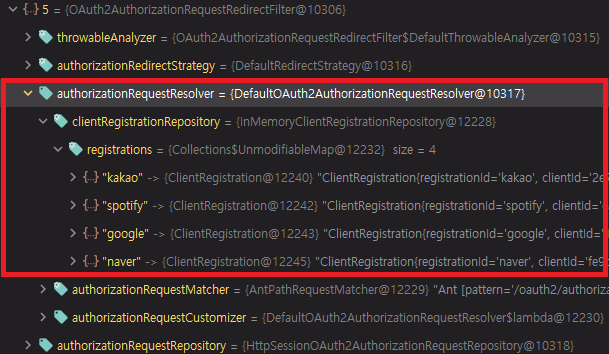 {...} 5 = {OAuth2AuthorizationRequestRedirectFilter@10306}
throwableAnalyzer = {OAuth2AuthorizationRequestRedirectFilter$DefaultThrowableAnalyzer@10315}
authorizationRedirectStrategy = {DefaultRedirectStrategy@10316}
authorizationRequestResolver = {DefaultOAuth2AuthorizationRequestResolver@10317}
clientRegistrationRepository = {InMemoryClientRegistrationRepository@12228}
registrations = {Collections$UnmodifiableMap@12232} size = 4
{...} "kakao" -> {ClientRegistration@12240} "ClientRegistration{registrationId='kakao', clientId='2e
{...} "spotify" -> {ClientRegistration@12242} "ClientRegistration{registrationId='spotify', clientId='
{...} "google" -> {ClientRegistration@12243} "ClientRegistration{registrationId='google', clientId='
{...} "naver" -> {ClientRegistration@12245} "ClientRegistration{registrationId='naver', clientId='fe9
authorizationRequestMatcher = {AntPathRequestMatcher@12229} "Ant [pattern='/oauth2/authoriza
authorizationRequestCustomizer = {DefaultOAuth2AuthorizationRequestResolver$lambda@12230}
authorizationRequestRepository = {HttpSessionOAuth2AuthorizationRequestRepository@10318}